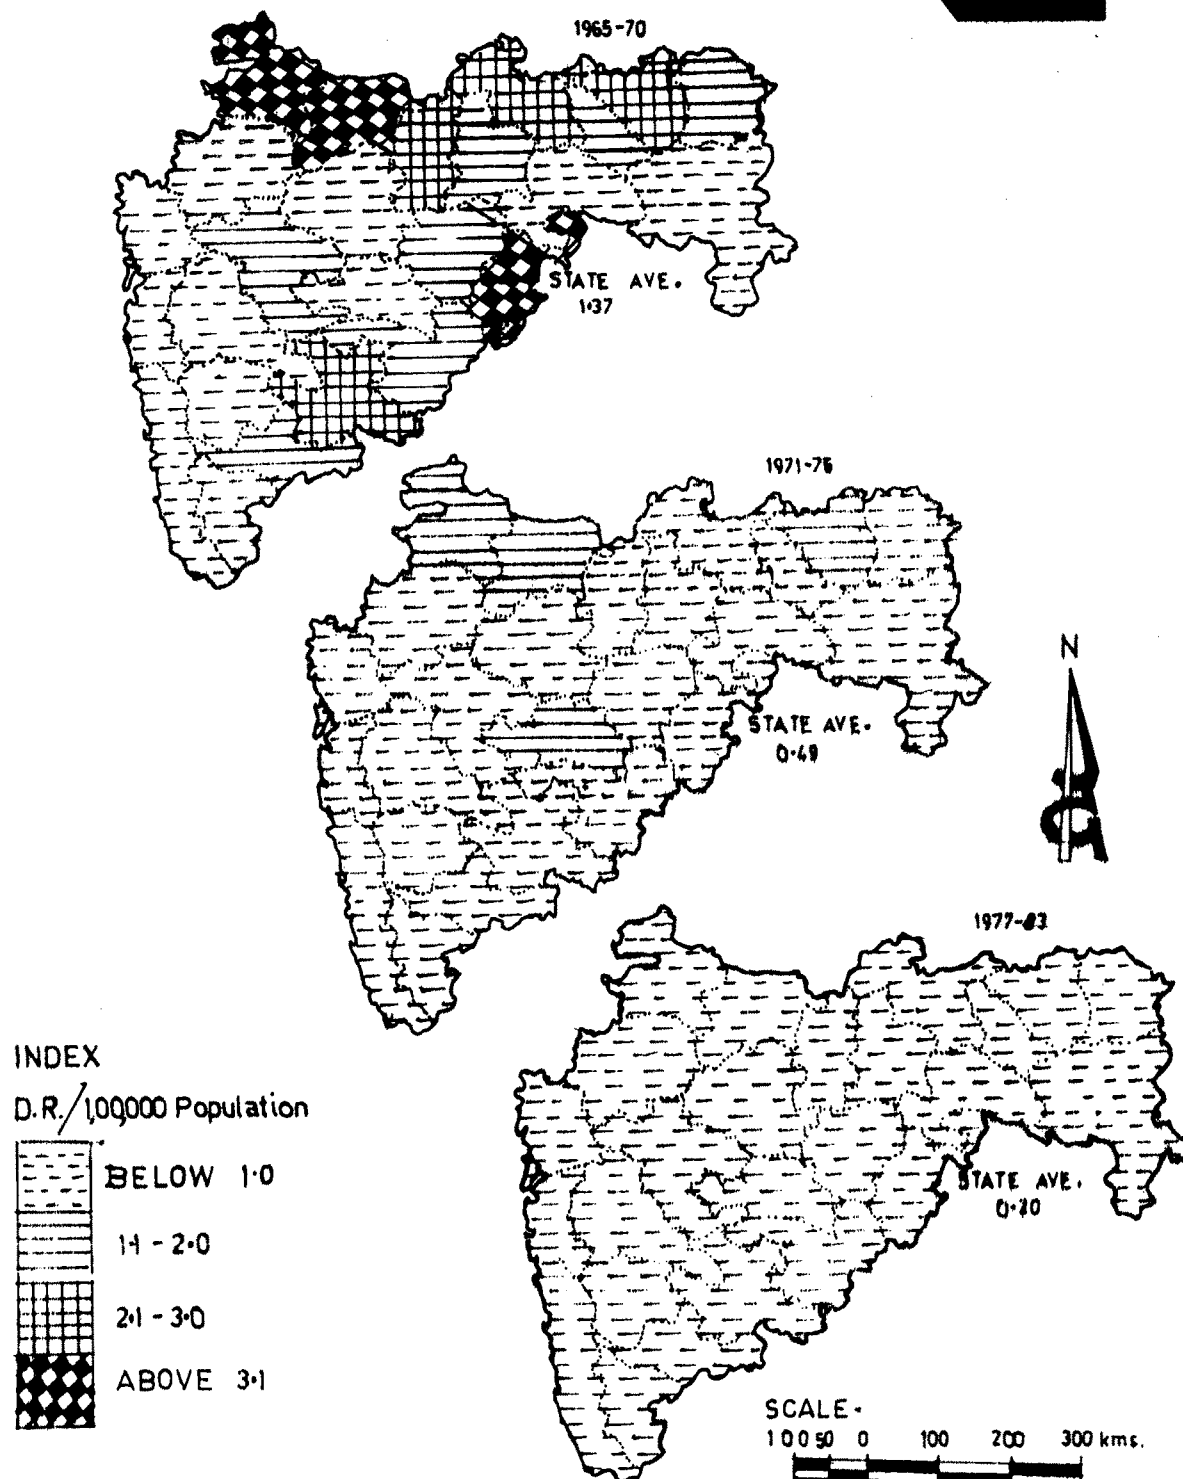 1965-70
STATE AVE.
1·37
1971-76
STATE AVE.
0·49
N
1977-83
STATE AVE.
INDEX
D.R./1,00,000 Population
BELOW 1·0
1·1 - 2·0
2·1 - 3·0
ABOVE 3·1
SCALE·
100 50 0 100 200 300 kms.